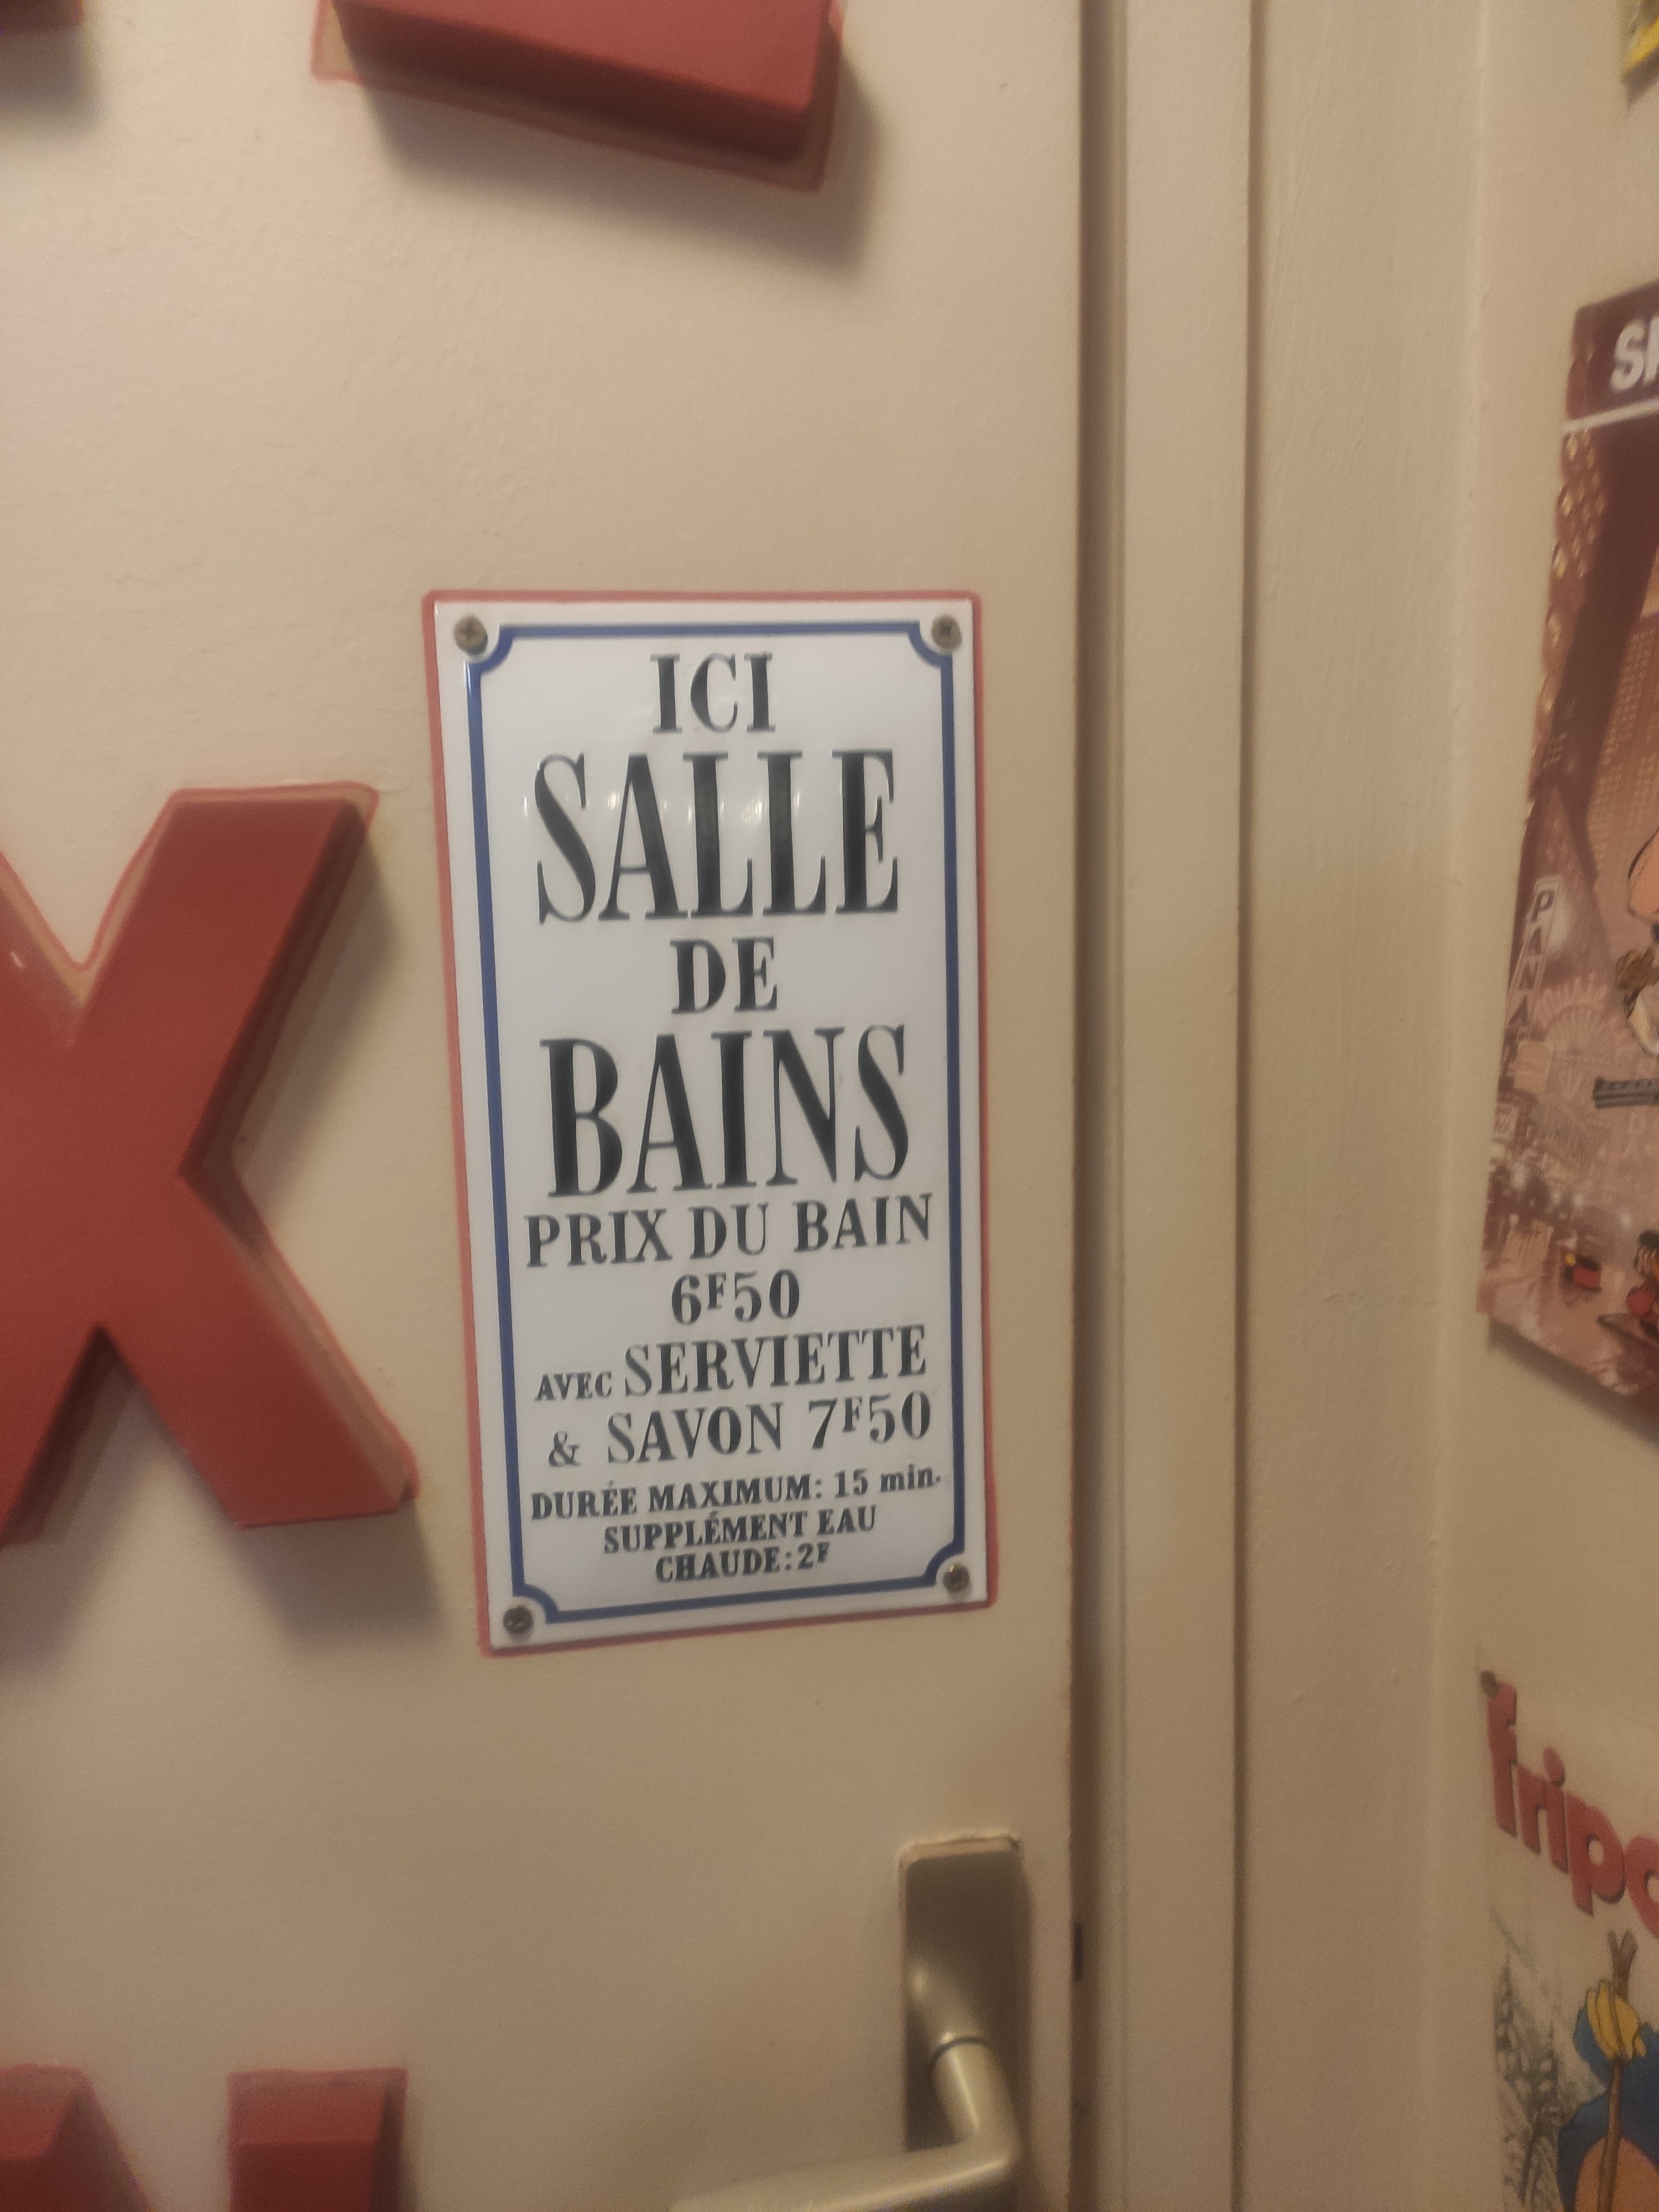 ICI
SALLE
DE
BAINS
PRIX DU BAIN
6F50
AVEC SERVIETTE
& SAVON 7F50
DURÉE MAXIMUM: 15 min.
SUPPLÉMENT EAU
CHAUDE: 2F
X
PANA